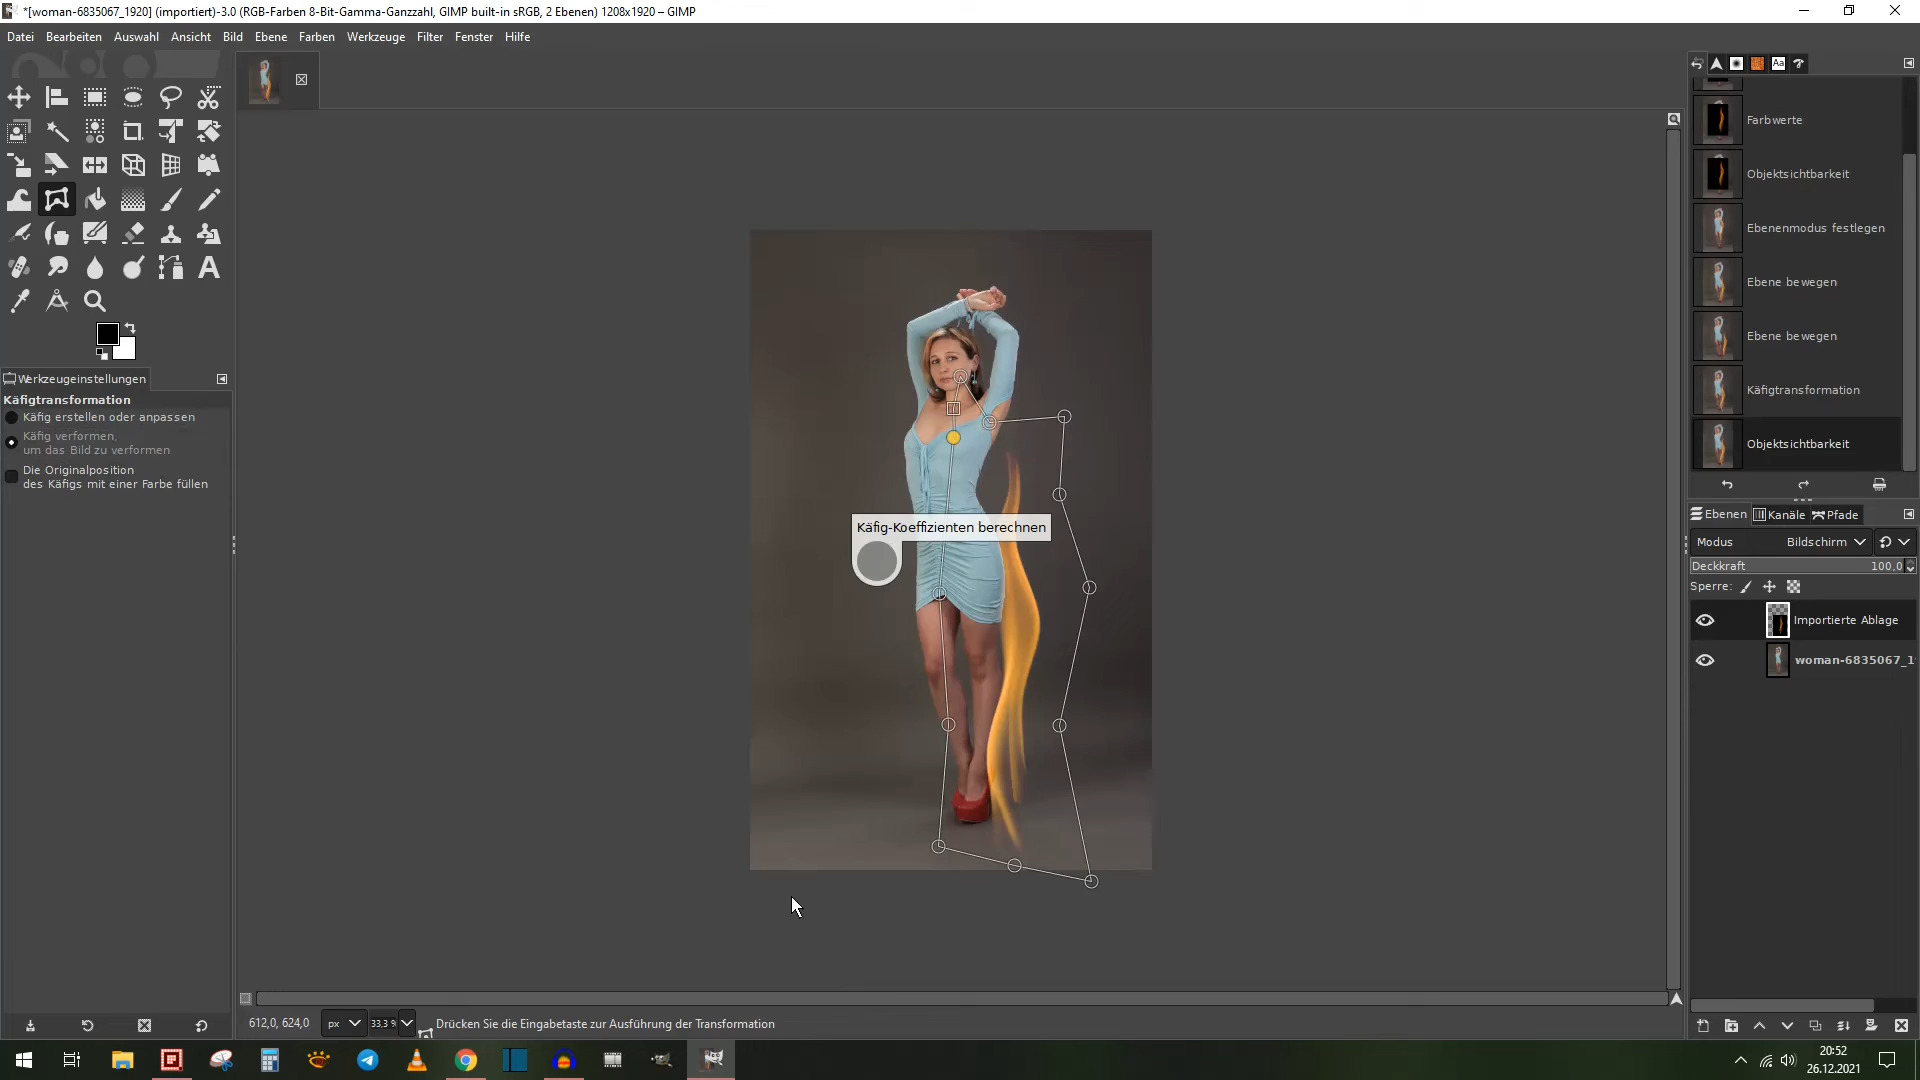 *[woman-6835067_1920] (importiert)-3.0 (RGB-Farben 8-Bit-Gamma-Ganzzahl, GIMP built-in sRGB, 2 Ebenen) 1208x1920 – GIMP
Datei Bearbeiten Auswahl Ansicht Bild Ebene Farben Werkzeuge Filter Fenster Hilfe
Werkzeugeinstellungen
Käfigtransformation
Käfig erstellen oder anpassen
Käfig verformen,
um das Bild zu verformen
Die Originalposition
des Käfigs mit einer Farbe füllen
Käfig-Koeffizienten berechnen
Aa
Farbwerte
Objektsichtbarkeit
Ebenenmodus festlegen
Ebene bewegen
Ebene bewegen
Käfigtransformation
Objektsichtbarkeit
Ebenen Kanäle Pfade
Modus Bildschirm
Deckkraft 100,0
Sperre:
Importierte Ablage
woman-6835067_1
612,0, 624,0 px 33,3 % Drücken Sie die Eingabetaste zur Ausführung der Transformation
20:52
26.12.2021